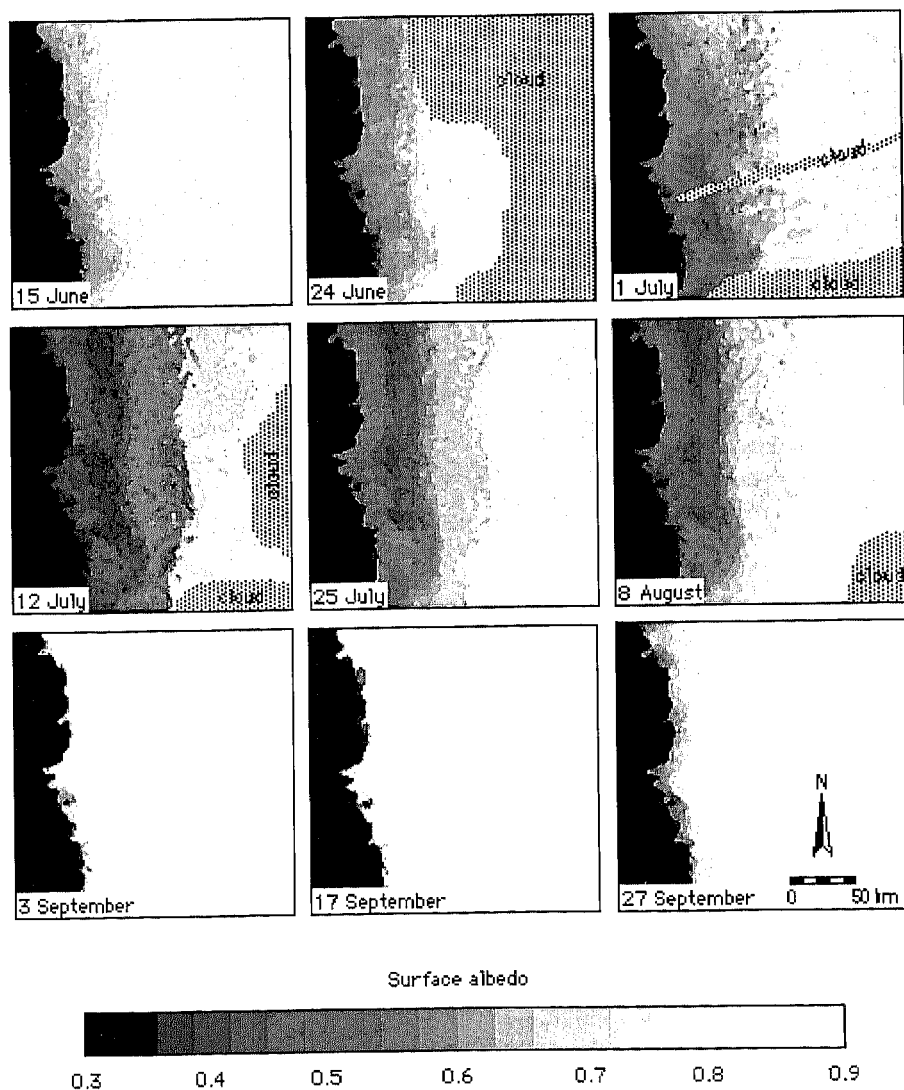 cloud
cloud
cloud
15 June
24 June
1 July
cloud
cloud
cloud
12 July
25 July
8 August
N
0 50 km
3 September
17 September
27 September
Surface albedo
0.3 0.4 0.5 0.6 0.7 0.8 0.9